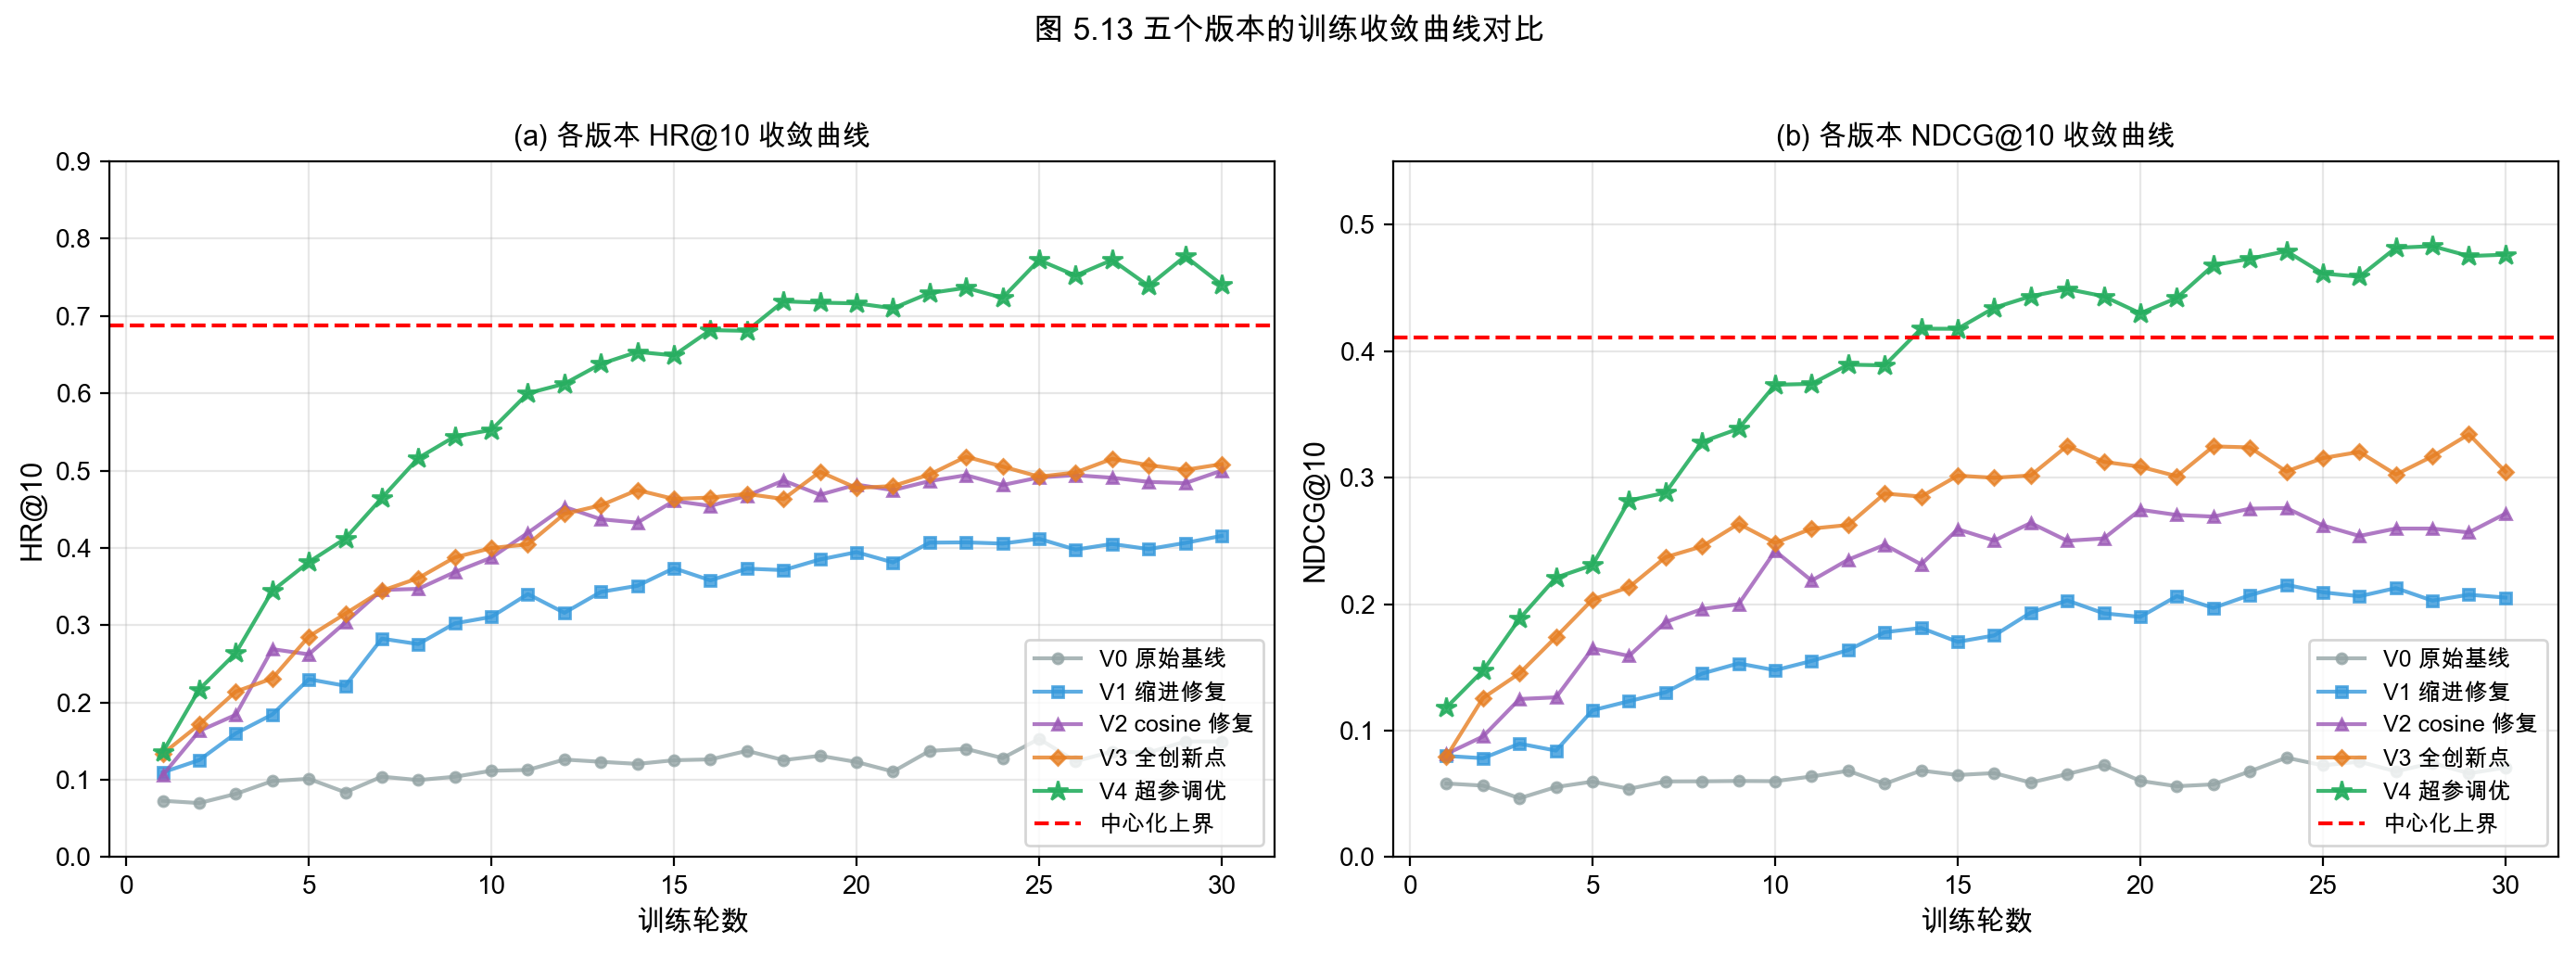 图 5.13 五个版本的训练收敛曲线对比
(a) 各版本 HR@10 收敛曲线
HR@10
0.9
0.8
0.7
0.6
0.5
0.4
0.3
0.2
0.1
0.0
0 5 10 15 20 25 30
训练轮数
V0 原始基线
V1 缩进修复
V2 cosine 修复
V3 全创新点
V4 超参调优
中心化上界
(b) 各版本 NDCG@10 收敛曲线
NDCG@10
0.5
0.4
0.3
0.2
0.1
0.0
0 5 10 15 20 25 30
训练轮数
V0 原始基线
V1 缩进修复
V2 cosine 修复
V3 全创新点
V4 超参调优
中心化上界